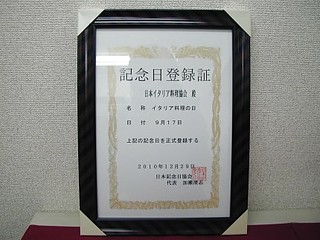 記念日登録証
日本イタリア料理協会 殿
名 称 イタリア料理の日
日 付 9月17日
上記の記念日を正式登録する
2010年12月29日
日本記念日協会
代表 加瀬清志